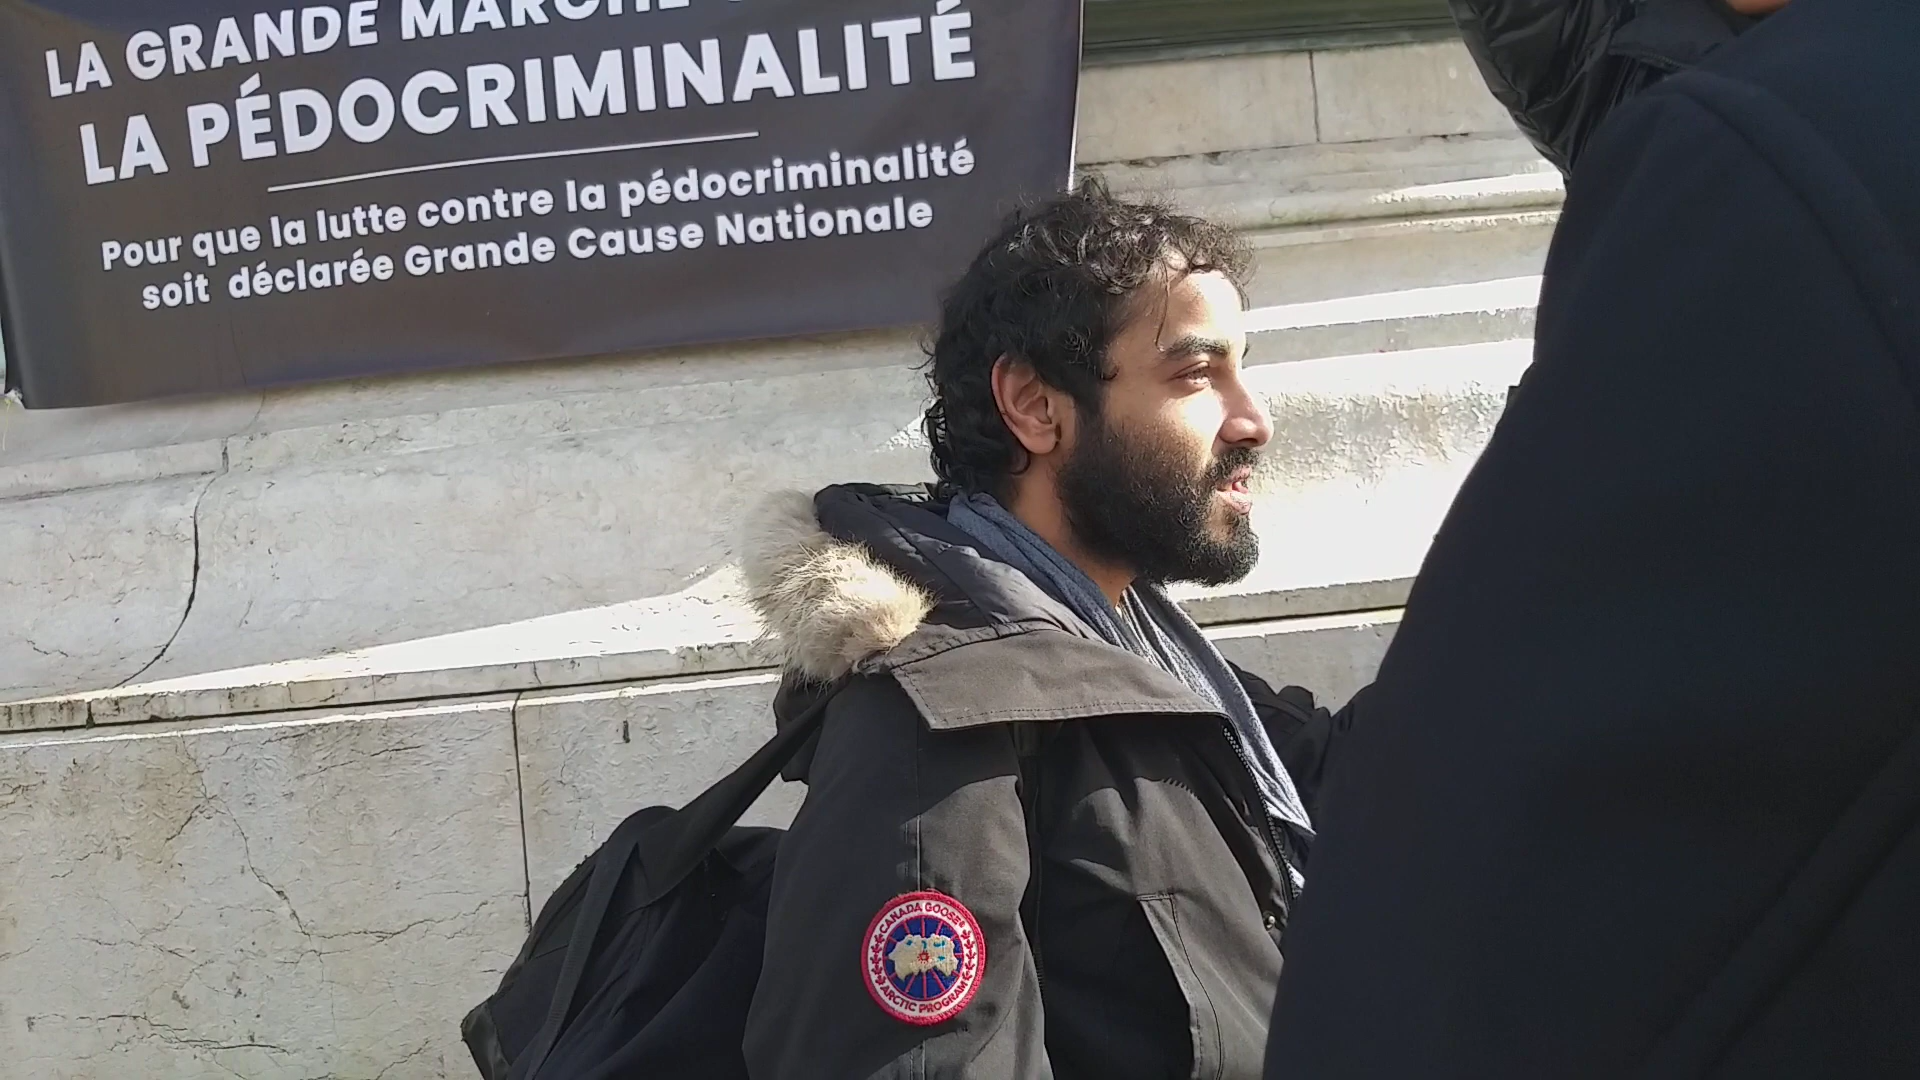 LA GRANDE MARCHE
LA PÉDOCRIMINALITÉ
Pour que la lutte contre la pédocriminalité
soit déclarée Grande Cause Nationale
CANADA GOOSE
ARCTIC PROGRAM